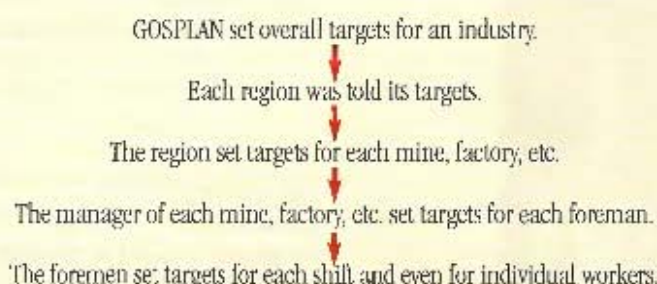 GOSPLAN set overall targets for an industry.
Each region was told its targets.
The region set targets for each mine, factory, etc.
The manager of each mine, factory, etc. set targets for each foreman.
The foremen set targets for each shift and even for individual workers.